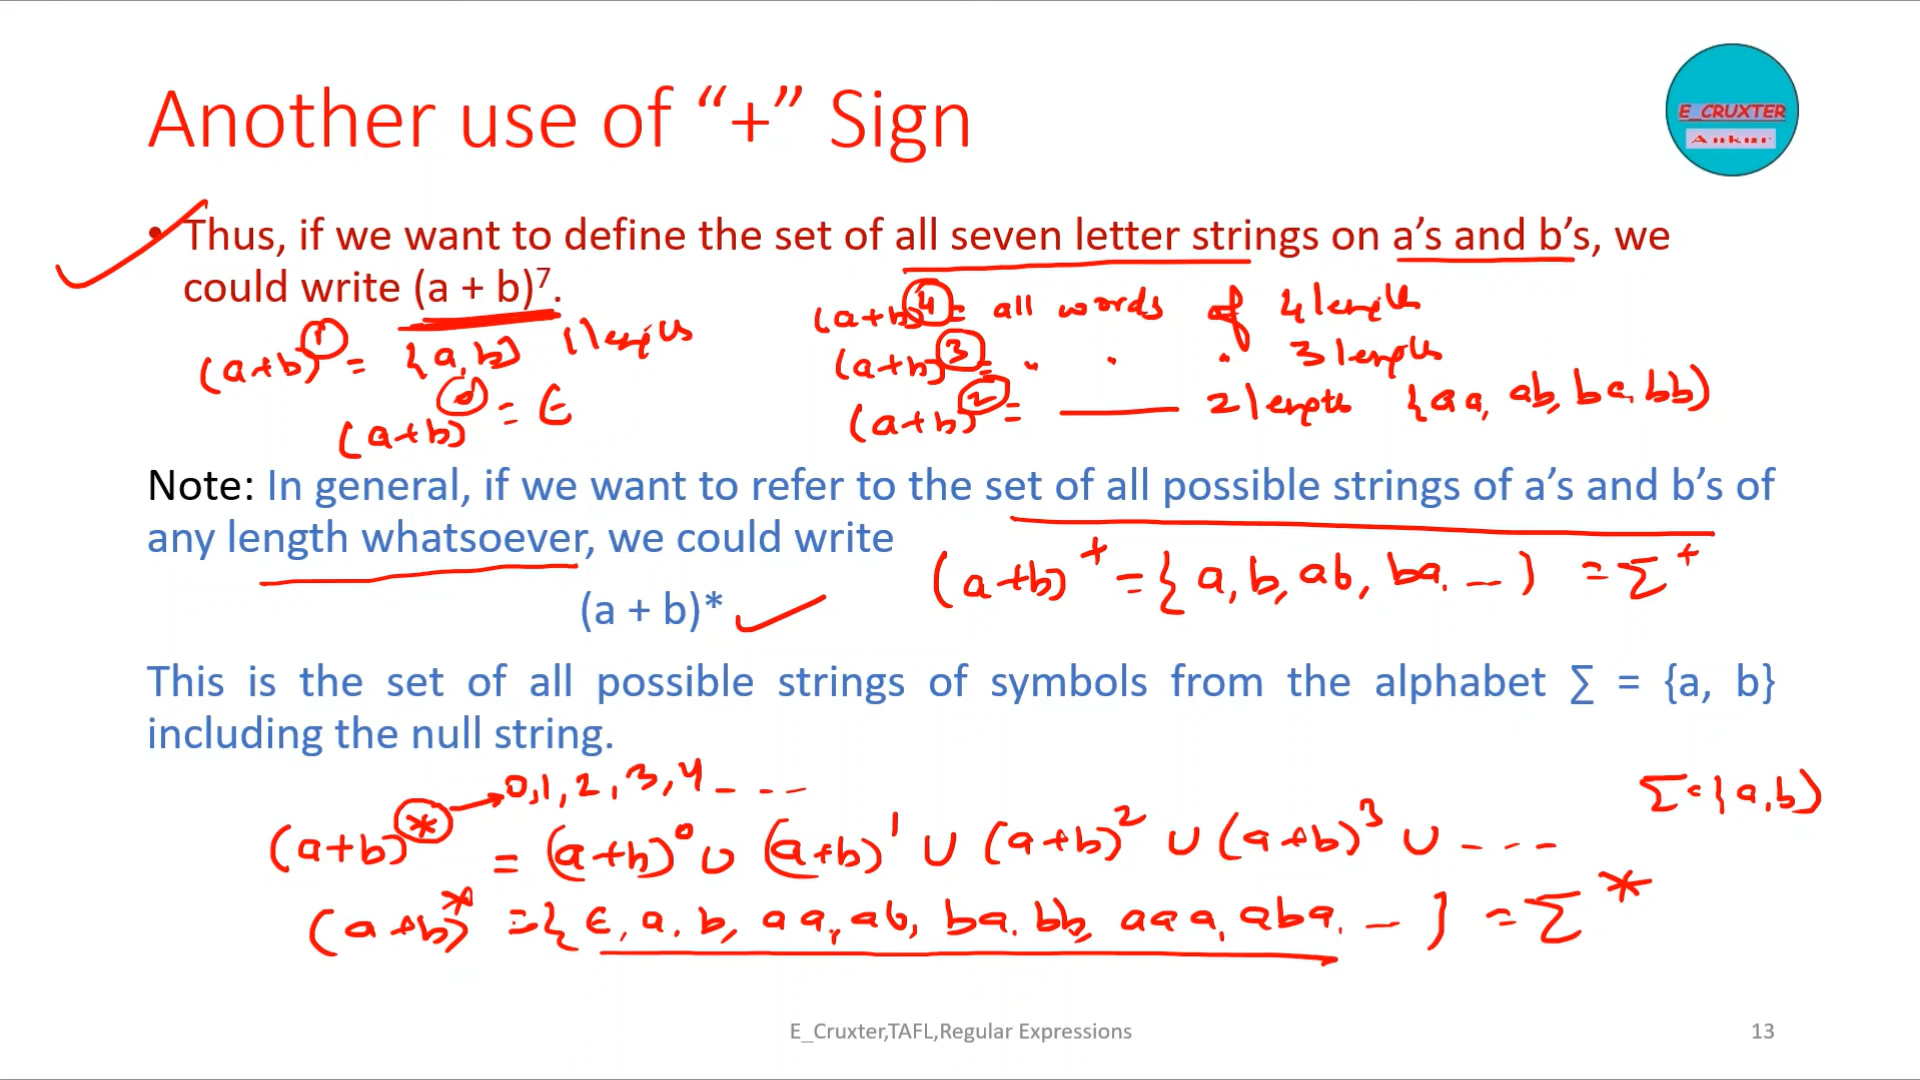 Another use of “+” Sign
E_CRUXTER
Ankur
• Thus, if we want to define the set of all seven letter strings on a’s and b’s, we
could write (a + b)⁷.
(a+b)⁴ = all words of 4 length
(a+b)¹ = {a, b} 1 length
(a+b)³ = " " " 3 length
(a+b)⁰ = ϵ
(a+b)² = ——— 2 length {aa, ab, ba, bb}
Note: In general, if we want to refer to the set of all possible strings of a’s and b’s of
any length whatsoever, we could write
(a+b)⁺ = {a, b, ab, ba, ...} = Σ⁺
(a + b)*
This is the set of all possible strings of symbols from the alphabet ∑ = {a, b}
including the null string.
0, 1, 2, 3, 4 - - -
Σ = {a, b}
(a+b)* = (a+b)⁰ ∪ (a+b)¹ ∪ (a+b)² ∪ (a+b)³ ∪ - - -
(a+b)* = {ϵ, a, b, aa, ab, ba, bb, aaa, aba, ...} = Σ*
E_Cruxter,TAFL,Regular Expressions
13